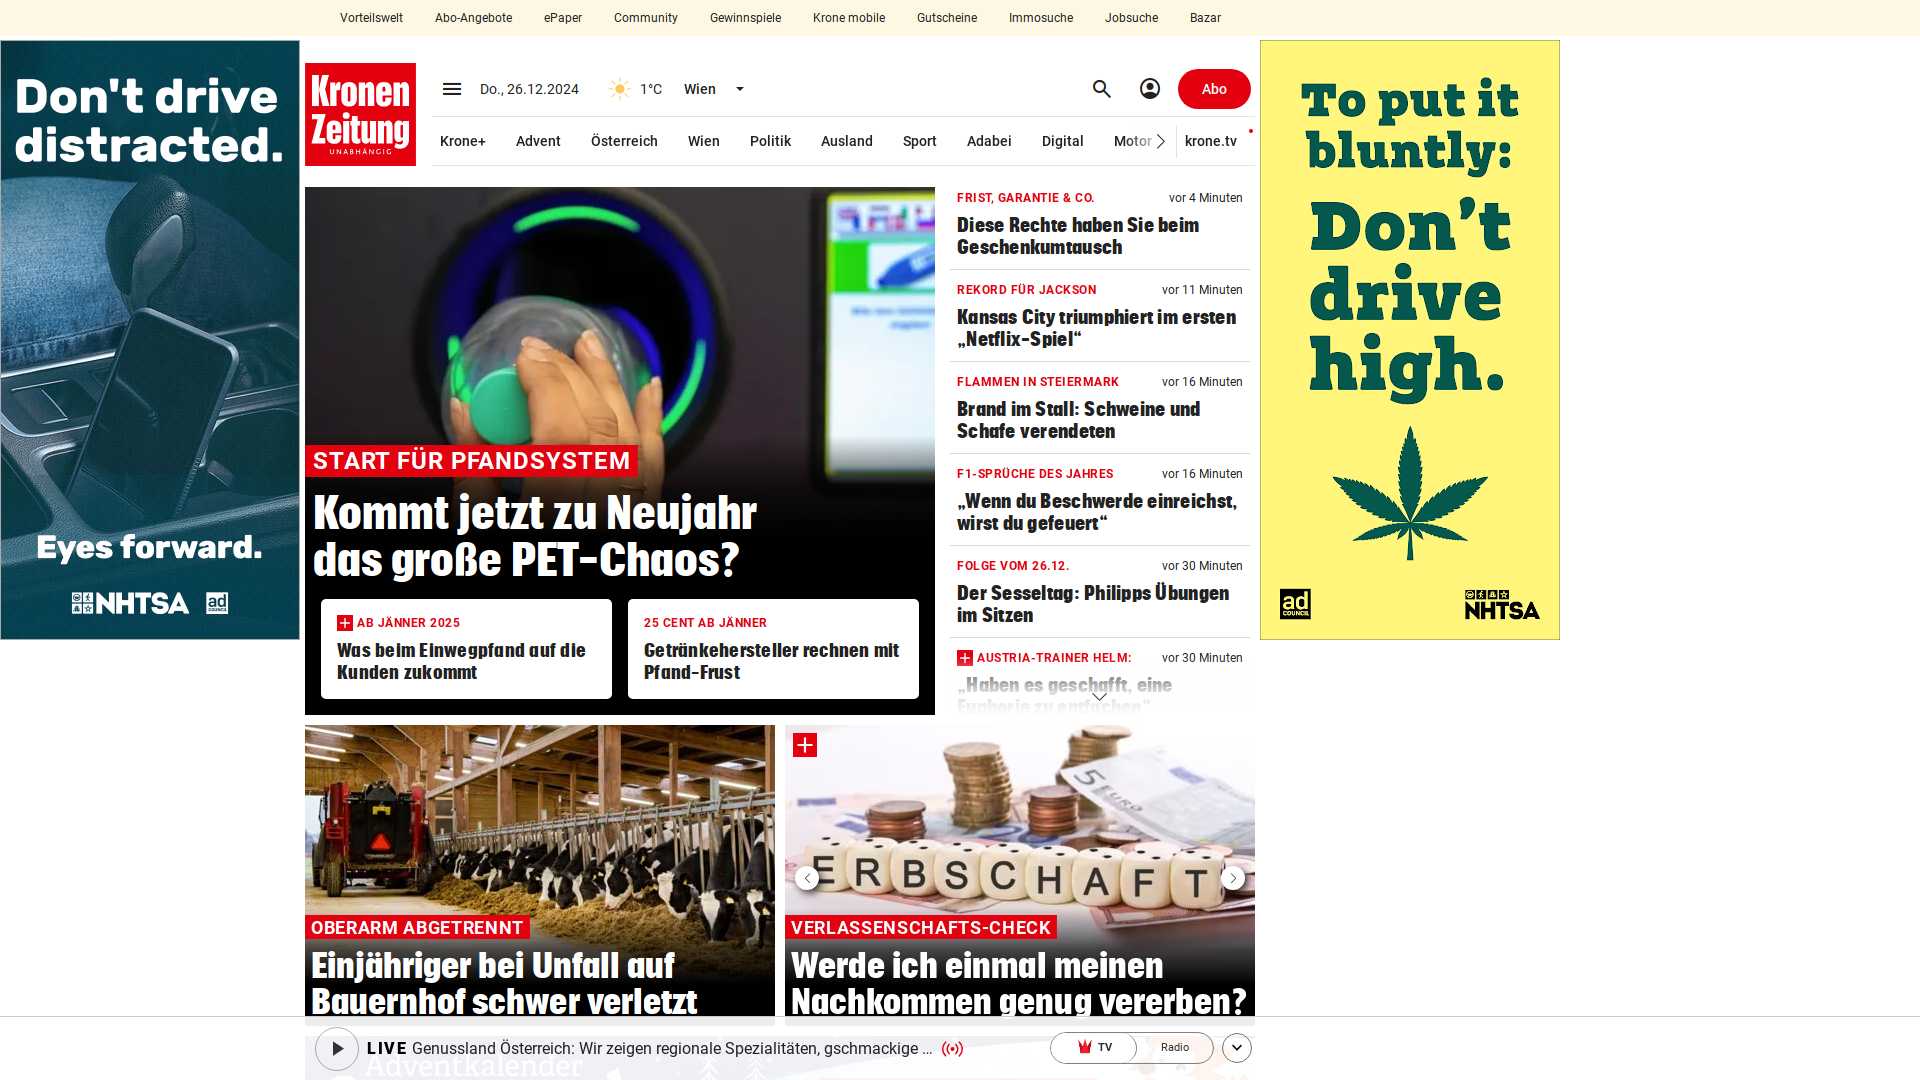 Vorteilswelt Abo-Angebote ePaper Community Gewinnspiele Krone mobile Gutscheine Immosuche Jobsuche Bazar
Don't drive
distracted.
Eyes forward.
NHTSA ad COUNCIL
Kronen
Zeitung
UNABHÄNGIG
Do., 26.12.2024 1°C Wien Abo
Krone+ Advent Österreich Wien Politik Ausland Sport Adabei Digital Motor krone.tv
START FÜR PFANDSYSTEM
Kommt jetzt zu Neujahr
das große PET-Chaos?
AB JÄNNER 2025
Was beim Einwegpfand auf die
Kunden zukommt
25 CENT AB JÄNNER
Getränkehersteller rechnen mit
Pfand-Frust
FRIST, GARANTIE & CO. vor 4 Minuten
Diese Rechte haben Sie beim
Geschenkumtausch
REKORD FÜR JACKSON vor 11 Minuten
Kansas City triumphiert im ersten
„Netflix-Spiel“
FLAMMEN IN STEIERMARK vor 16 Minuten
Brand im Stall: Schweine und
Schafe verendeten
F1-SPRÜCHE DES JAHRES vor 16 Minuten
„Wenn du Beschwerde einreichst,
wirst du gefeuert“
FOLGE VOM 26.12. vor 30 Minuten
Der Sesseltag: Philipps Übungen
im Sitzen
AUSTRIA-TRAINER HELM: vor 30 Minuten
„Haben es geschafft, eine
Euphorie zu entfachen“
To put it
bluntly:
Don't
drive
high.
ad COUNCIL NHTSA
OBERARM ABGETRENNT
Einjähriger bei Unfall auf
Bauernhof schwer verletzt
5 EURO
ERBSCHAFT
VERLASSENSCHAFTS-CHECK
Werde ich einmal meinen
Nachkommen genug vererben?
LIVE Genussland Österreich: Wir zeigen regionale Spezialitäten, gschmackige ... TV Radio
Adventkalender